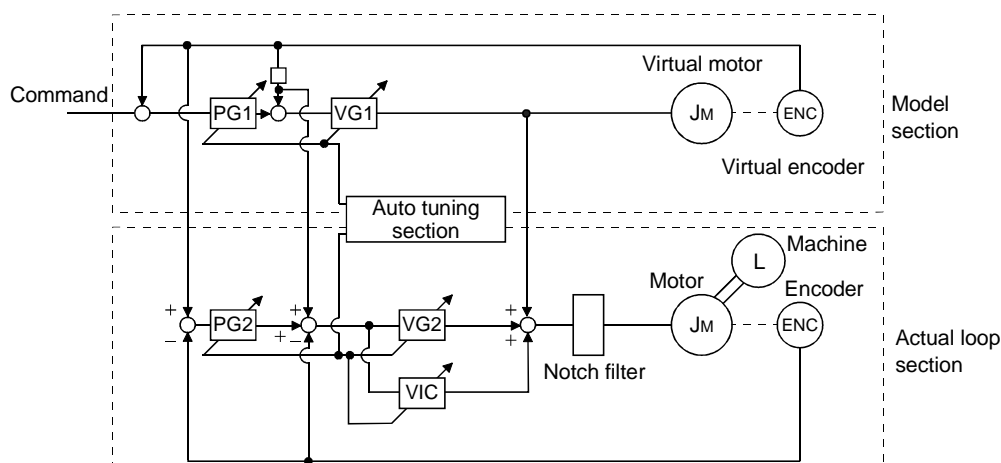 Virtual motor
Command
PG1
VG1
JM
ENC
Model
section
Virtual encoder
Auto tuning
section
Machine
L
Motor
Encoder
+
+
+
−
PG2
+
−
VG2
+
JM
ENC
Actual loop
section
Notch filter
VIC